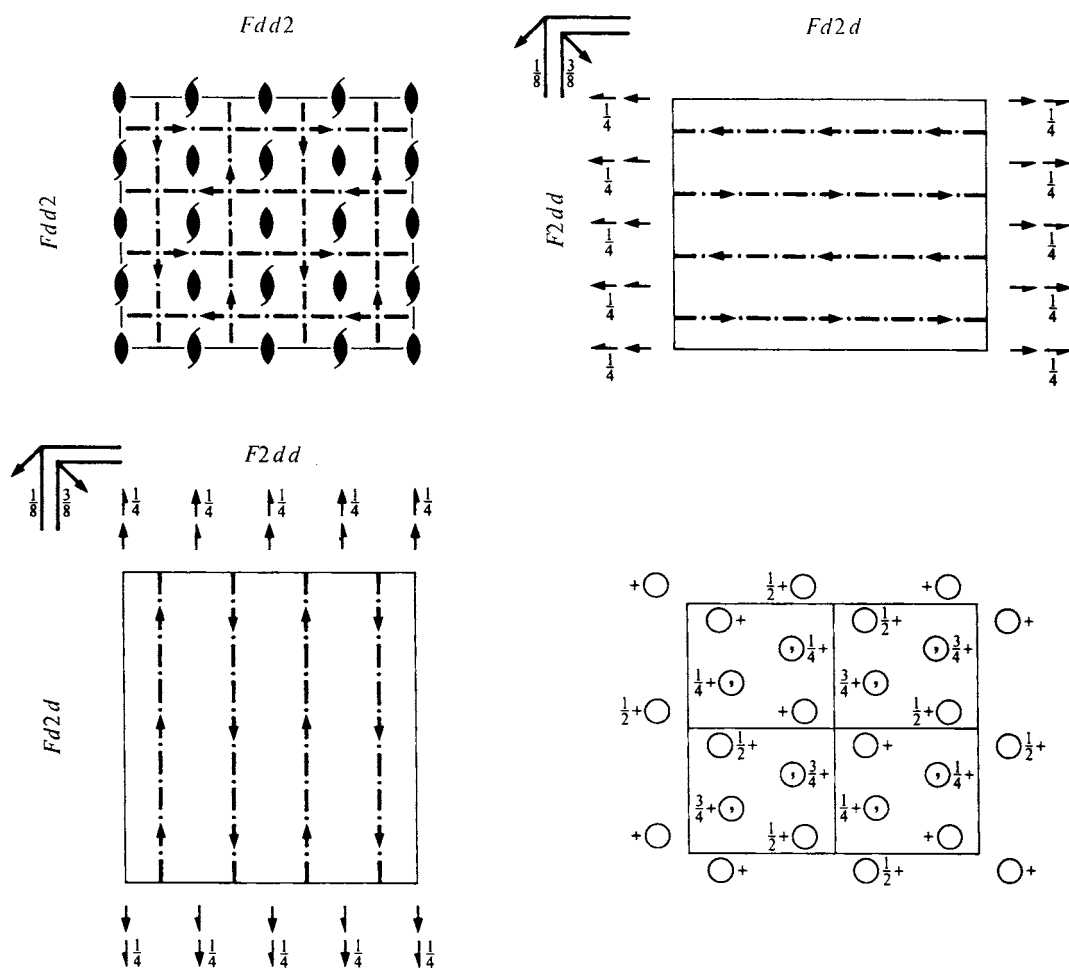 Fdd2
Fdd2
Fd2d
1/8 3/8
F2dd
1/4 1/4
1/4 1/4
1/4 1/4
1/4 1/4
1/4 1/4
F2dd
1/8 3/8
1/4 1/4 1/4 1/4 1/4
Fd2d
1/4 1/4 1/4 1/4 1/4
+ 1/2+ +
+ 1/2+ +
, 1/4+ , 3/4+
1/4+ , 3/4+ ,
1/2+ + 1/2+
1/2+ + 1/2+
, 3/4+ , 1/4+
3/4+ , 1/4+ ,
+ 1/2+ +
+ 1/2+ +